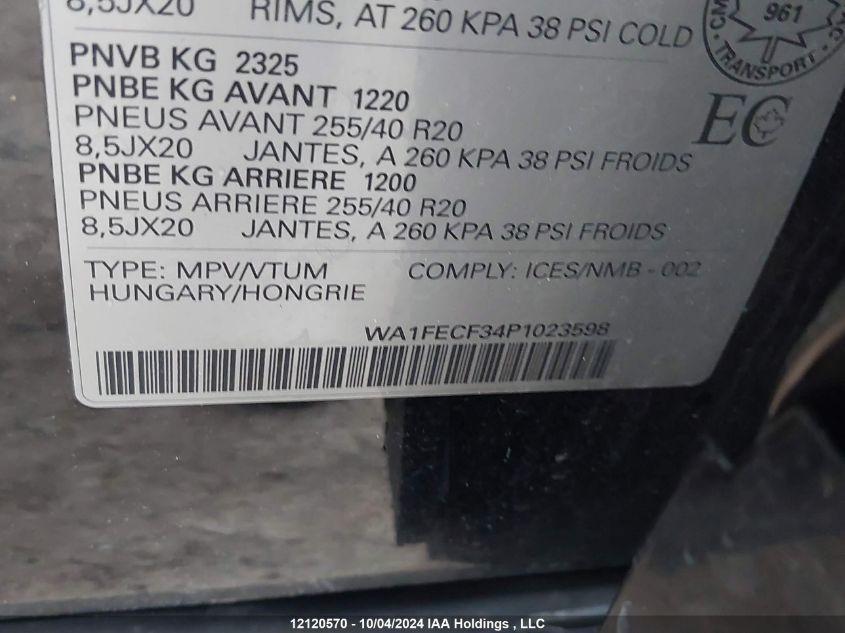 8,5JX20 RIMS, AT 260 KPA 38 PSI COLD
961
TRANSPORT
PNVB KG 2325
PNBE KG AVANT 1220
PNEUS AVANT 255/40 R20
8,5JX20 JANTES, A 260 KPA 38 PSI FROIDS
EC
PNBE KG ARRIERE 1200
PNEUS ARRIERE 255/40 R20
8,5JX20 JANTES, A 260 KPA 38 PSI FROIDS
TYPE: MPV/VTUM COMPLY: ICES/NMB - 002
HUNGARY/HONGRIE
WA1FECF34P1023598
12120570 - 10/04/2024 IAA Holdings , LLC